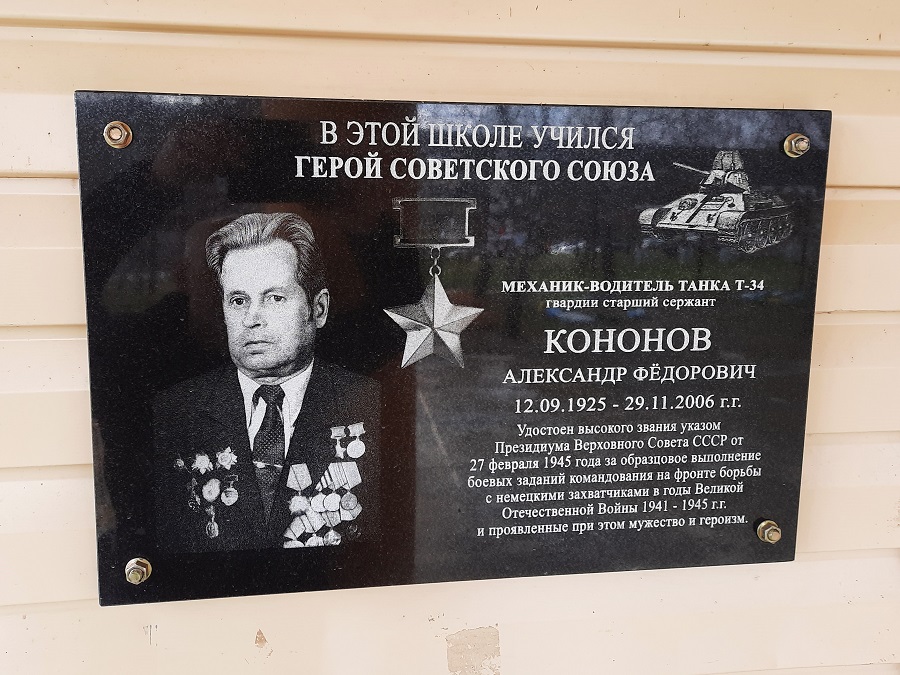 В ЭТОЙ ШКОЛЕ УЧИЛСЯ
ГЕРОЙ СОВЕТСКОГО СОЮЗА
МЕХАНИК-ВОДИТЕЛЬ ТАНКА Т-34
гвардии старший сержант
КОНОНОВ
АЛЕКСАНДР ФЁДОРОВИЧ
12.09.1925 - 29.11.2006 г.г.
Удостоен высокого звания указом
Президиума Верховного Совета СССР от
27 февраля 1945 года за образцовое выполнение
боевых заданий командования на фронте борьбы
с немецкими захватчиками в годы Великой
Отечественной Войны 1941 - 1945 г.г.
и проявленные при этом мужество и героизм.